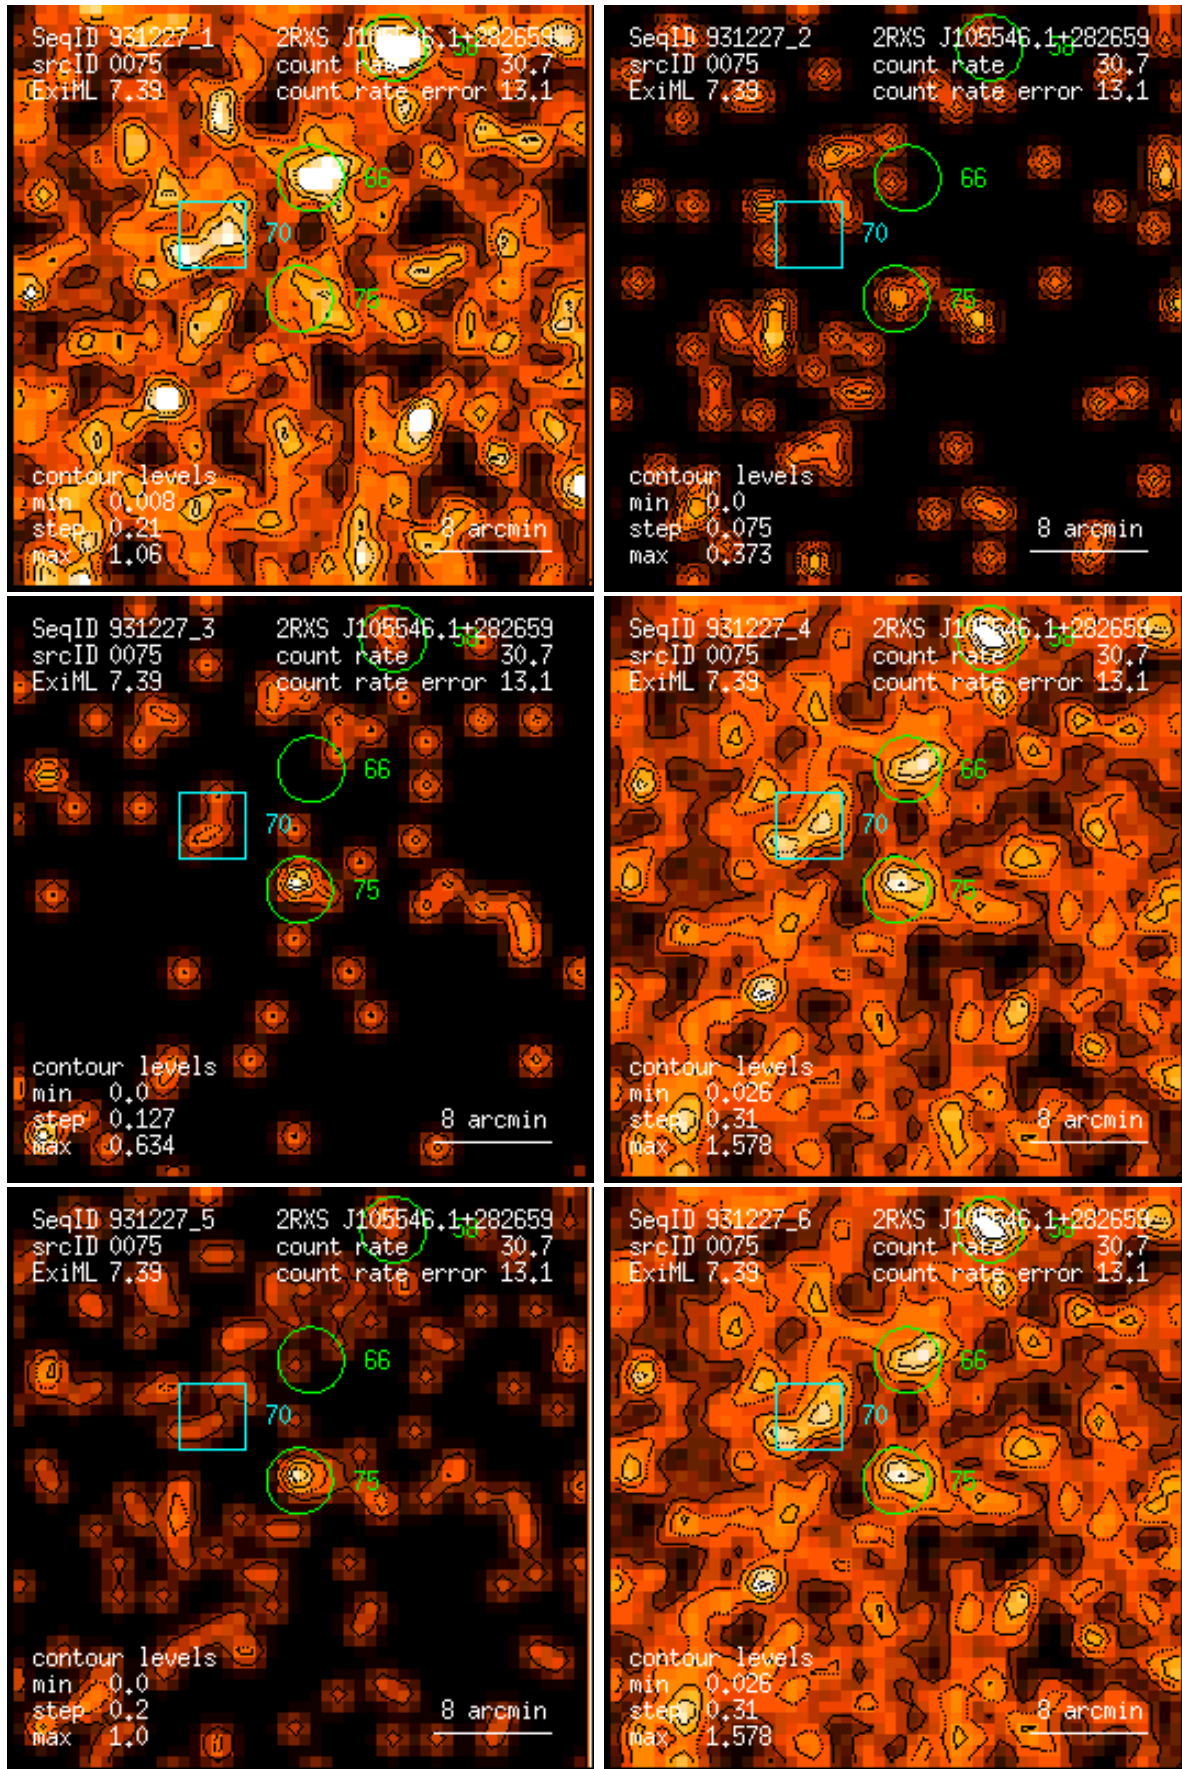 SeqID 931227_1 2RXS J105546.1+282659
srcID 0075 count rate 30.7
ExiML 7.39 count rate error 13.1
58
66
70
75
contour levels
min 0.008
step 0.21
max 1.06
8 arcmin
SeqID 931227_2 2RXS J105546.1+282659
srcID 0075 count rate 30.7
ExiML 7.39 count rate error 13.1
58
66
70
75
contour levels
min 0.0
step 0.075
max 0.373
8 arcmin
SeqID 931227_3 2RXS J105546.1+282659
srcID 0075 count rate 30.7
ExiML 7.39 count rate error 13.1
58
66
70
75
contour levels
min 0.0
step 0.127
max 0.634
8 arcmin
SeqID 931227_4 2RXS J105546.1+282659
srcID 0075 count rate 30.7
ExiML 7.39 count rate error 13.1
58
66
70
75
contour levels
min 0.026
step 0.31
max 1.578
8 arcmin
SeqID 931227_5 2RXS J105546.1+282659
srcID 0075 count rate 30.7
ExiML 7.39 count rate error 13.1
58
66
70
75
contour levels
min 0.0
step 0.2
max 1.0
8 arcmin
SeqID 931227_6 2RXS J105546.1+282659
srcID 0075 count rate 30.7
ExiML 7.39 count rate error 13.1
58
66
70
75
contour levels
min 0.026
step 0.31
max 1.578
8 arcmin